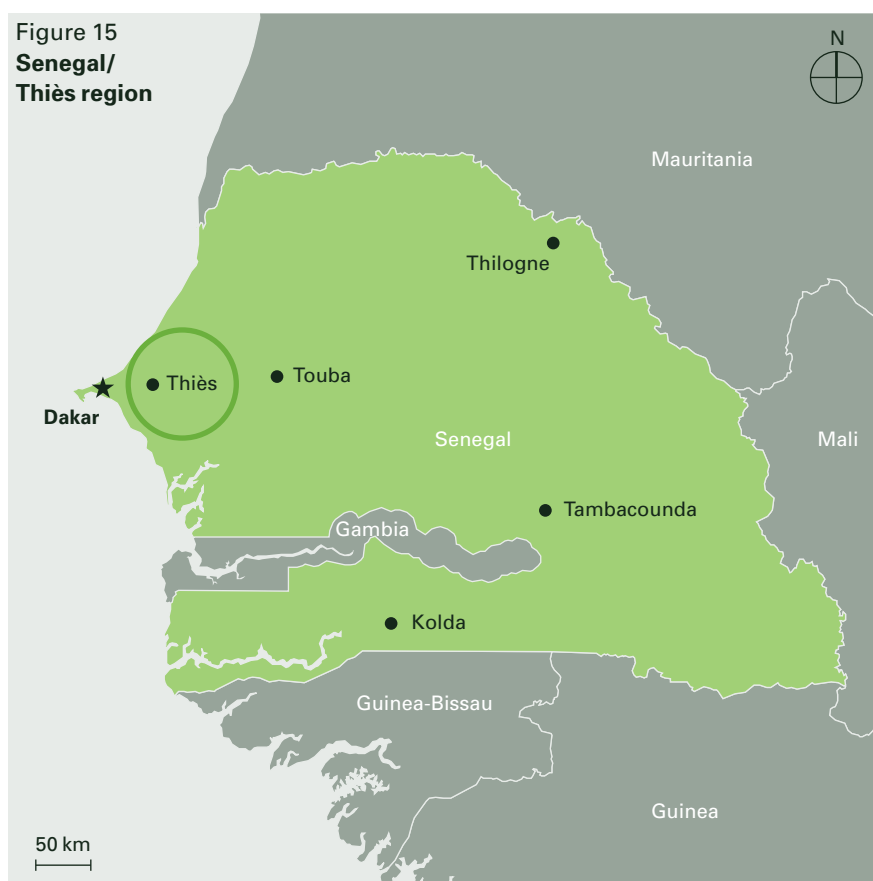 Figure 15
Senegal/
Thiès region
N
Mauritania
Thilogne
Thiès
Touba
Dakar
Senegal
Mali
Tambacounda
Gambia
Kolda
Guinea-Bissau
Guinea
50 km